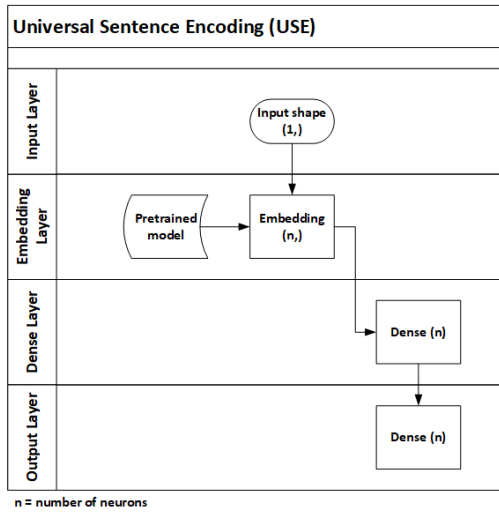 Universal Sentence Encoding (USE)
Input Layer
Input shape
(1,)
Embedding
Layer
Pretrained
model
Embedding
(n,)
Dense Layer
Dense (n)
Output Layer
Dense (n)
n = number of neurons